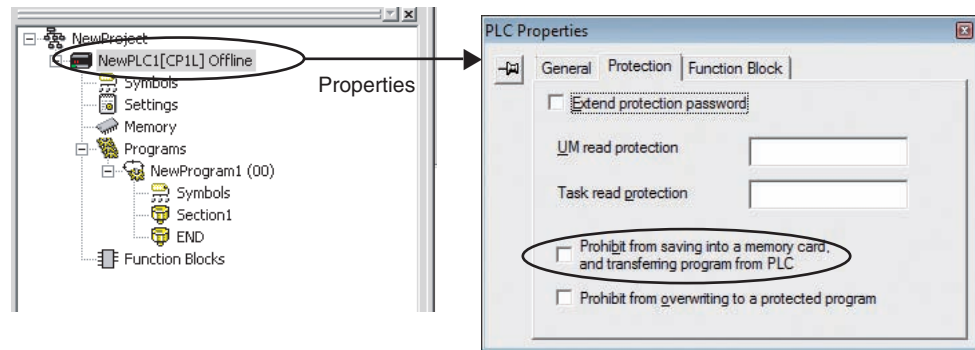 NewProject
NewPLC1[CP1L] Offline
Symbols
Settings
Memory
Programs
NewProgram1 (00)
Symbols
Section1
END
Function Blocks
Properties
PLC Properties
General Protection Function Block
Extend protection password
UM read protection
Task read protection
Prohibit from saving into a memory card,
and transferring program from PLC
Prohibit from overwriting to a protected program